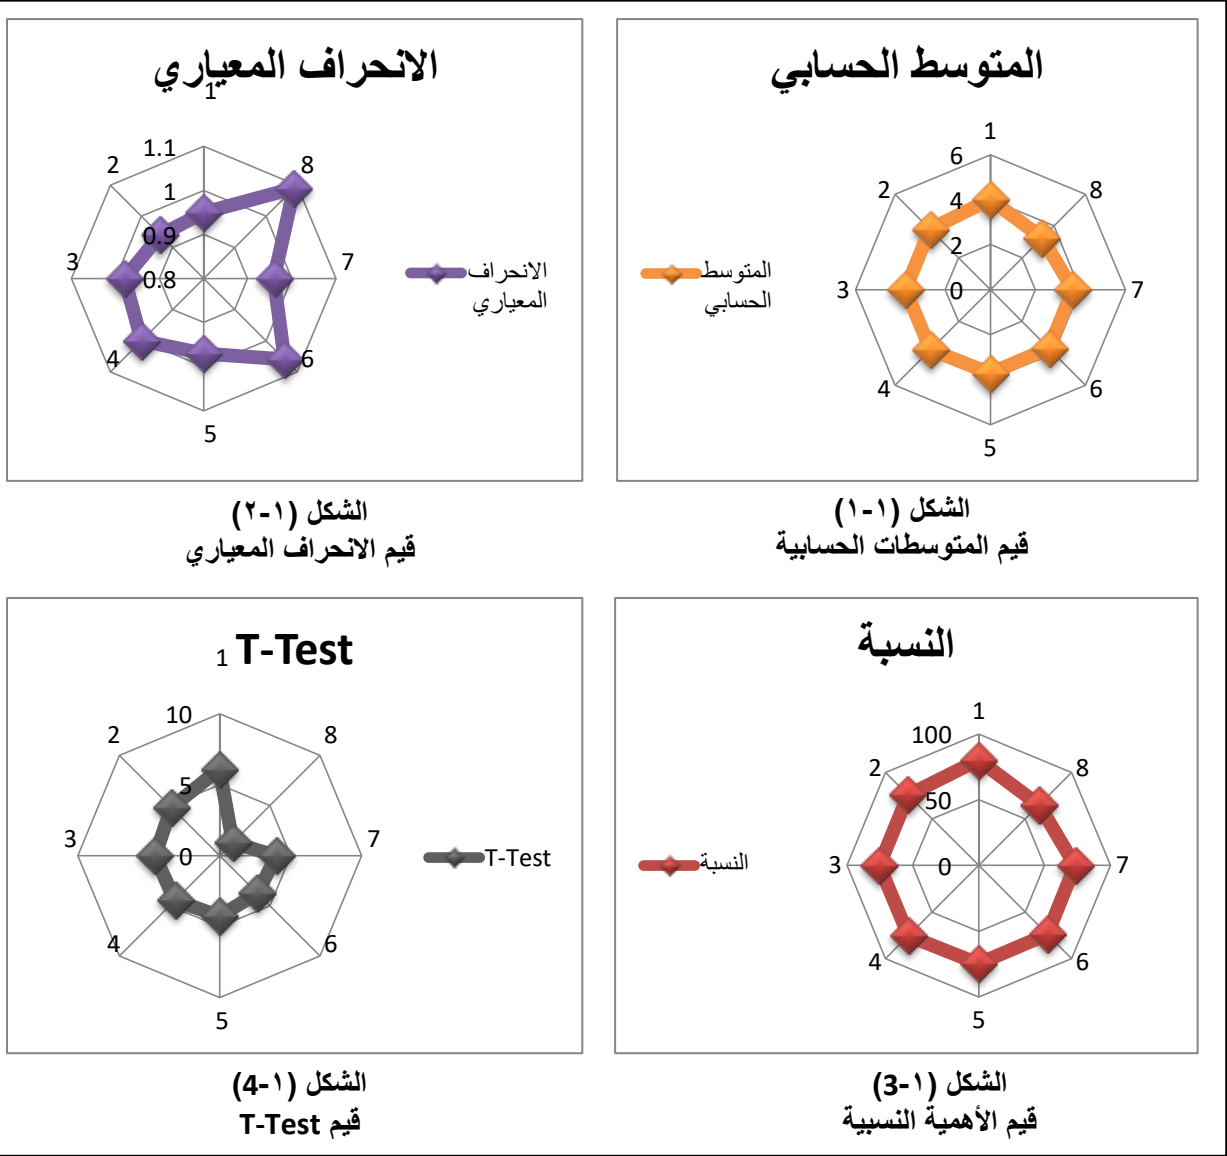 المتوسط الحسابي
1
2
3
4
5
6
7
8
6
4
2
0
المتوسط
الحسابي
الشكل (١-١)
قيم المتوسطات الحسابية
الانحراف المعياري
1
2
3
4
5
6
7
8
1.1
1
0.9
0.8
الانحراف
المعياري
الشكل (١-٢)
قيم الانحراف المعياري
النسبة
1
2
3
4
5
6
7
8
100
50
0
النسبة
الشكل (١-3)
قيم الأهمية النسبية
T-Test
1
2
3
4
5
6
7
8
10
5
0
T-Test
الشكل (١-4)
قيم T-Test